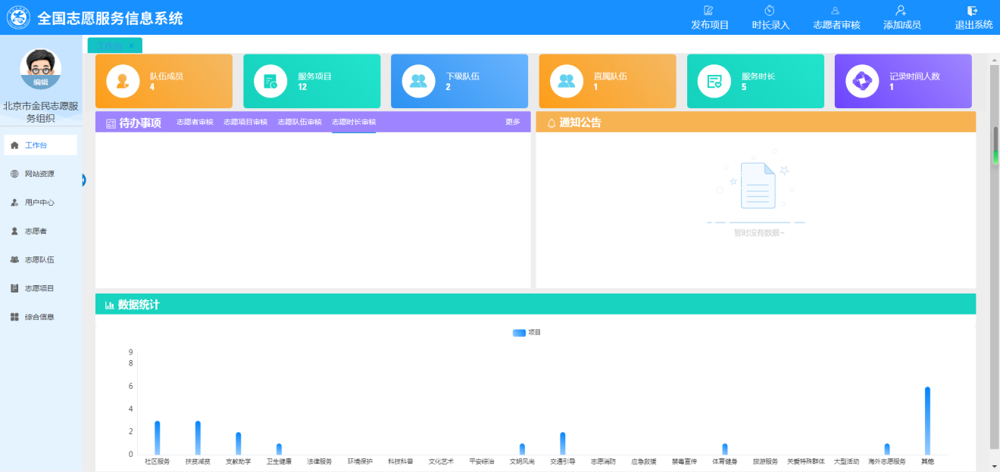 全国志愿服务信息系统
发布项目 时长录入 志愿者审核 添加成员 退出系统
编辑
北京市金民志愿服
务组织
工作台
网站资源
用户中心
志愿者
志愿队伍
志愿项目
综合信息
工作台 ×
队伍成员
4
服务项目
12
下级队伍
2
直属队伍
1
服务时长
5
记录时间人数
1
待办事项 志愿者审核 志愿项目审核 志愿队伍审核 志愿时长审核 更多
通知公告
暂时没有数据~
数据统计
项目
9
8
6
4
2
0
社区服务 扶贫减贫 支教助学 卫生健康 法律服务 环境保护 科技科普 文化艺术 平安综治 文明风尚 交通引导 志愿消防 应急救援 禁毒宣传 体育健身 旅游服务 关爱特殊群体 大型活动 海外志愿服务 其他